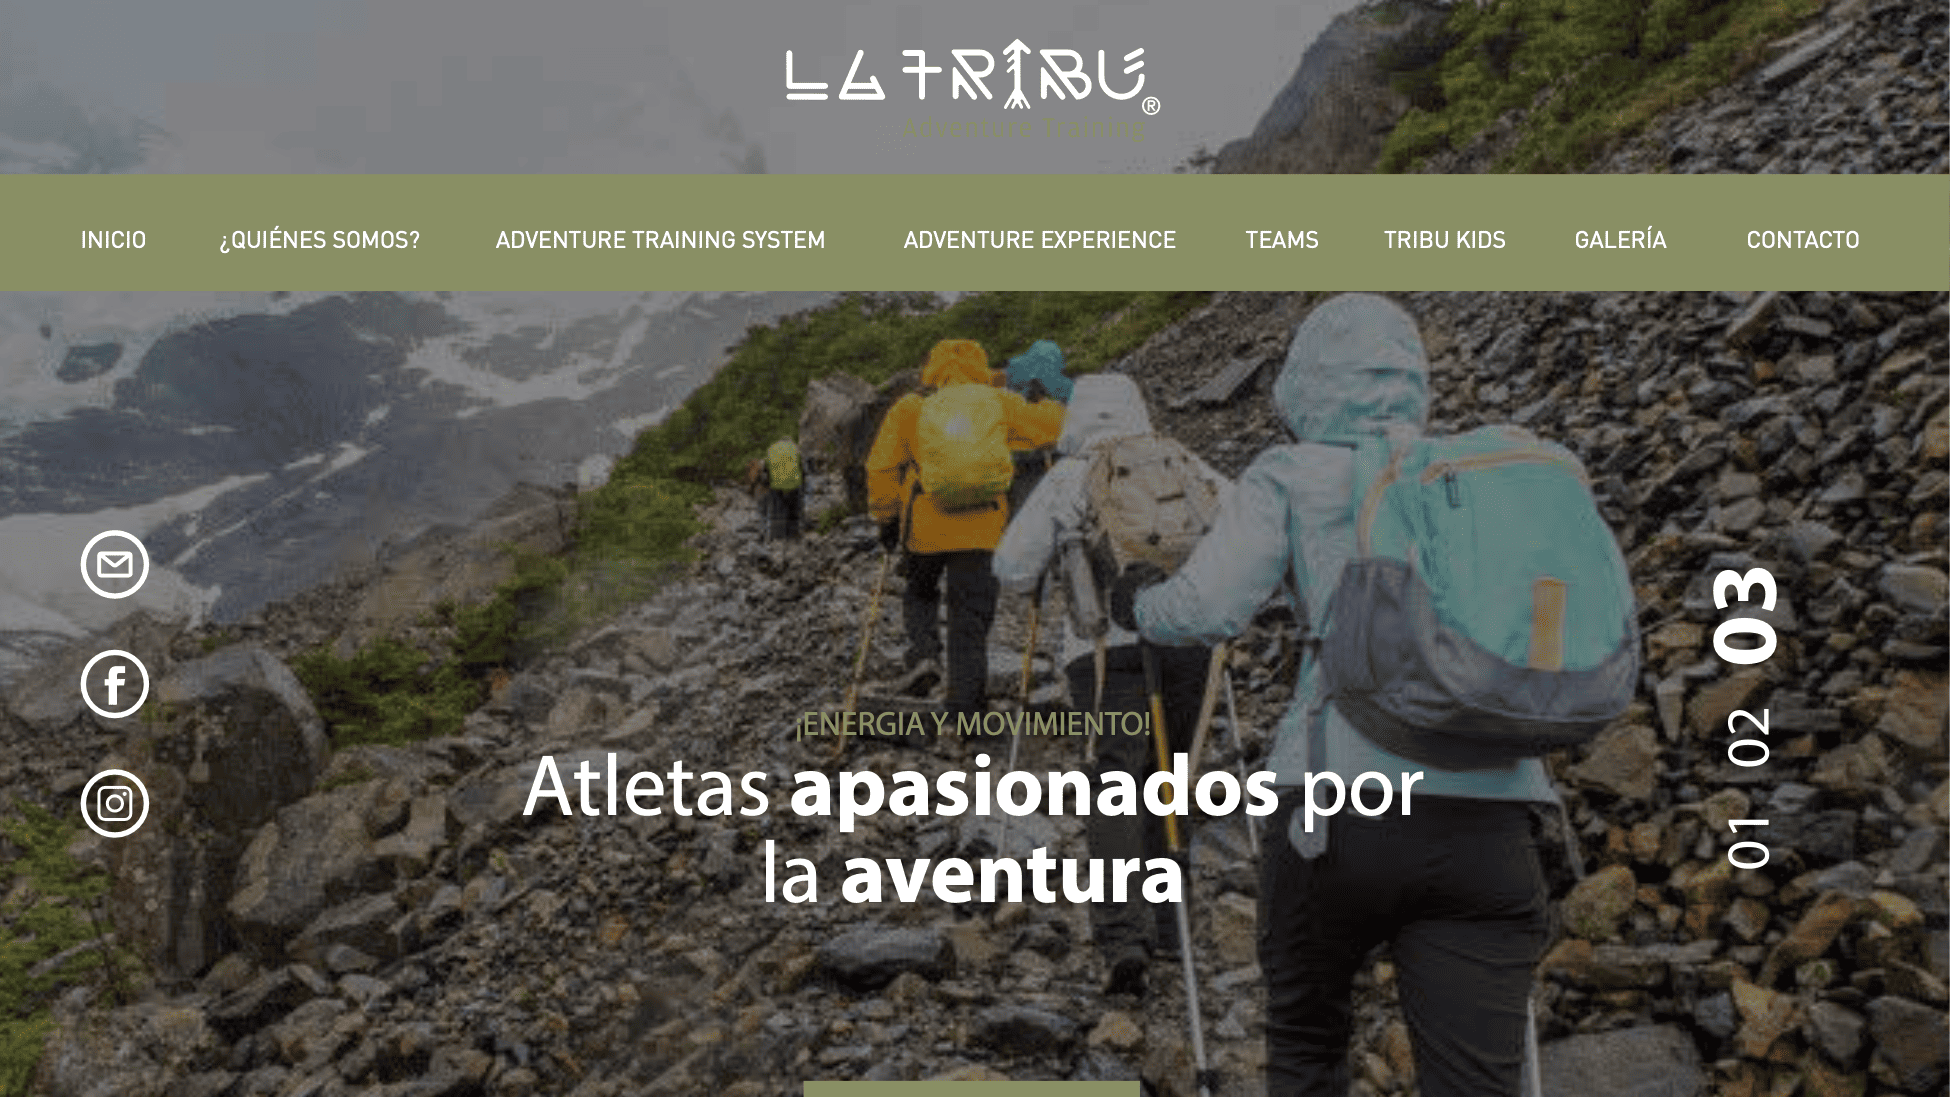 LA TRIBU®
Adventure Training
INICIO
¿QUIÉNES SOMOS?
ADVENTURE TRAINING SYSTEM
ADVENTURE EXPERIENCE
TEAMS
TRIBU KIDS
GALERÍA
CONTACTO
¡ENERGIA Y MOVIMIENTO!
Atletas apasionados por
la aventura
01 02 03